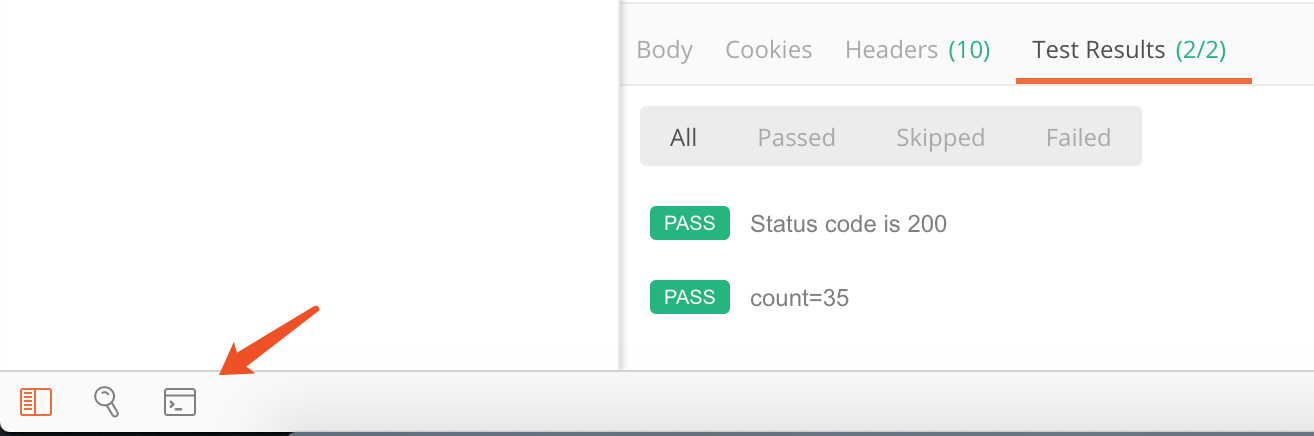 Body Cookies Headers (10) Test Results (2/2)
All Passed Skipped Failed
PASS Status code is 200
PASS count=35